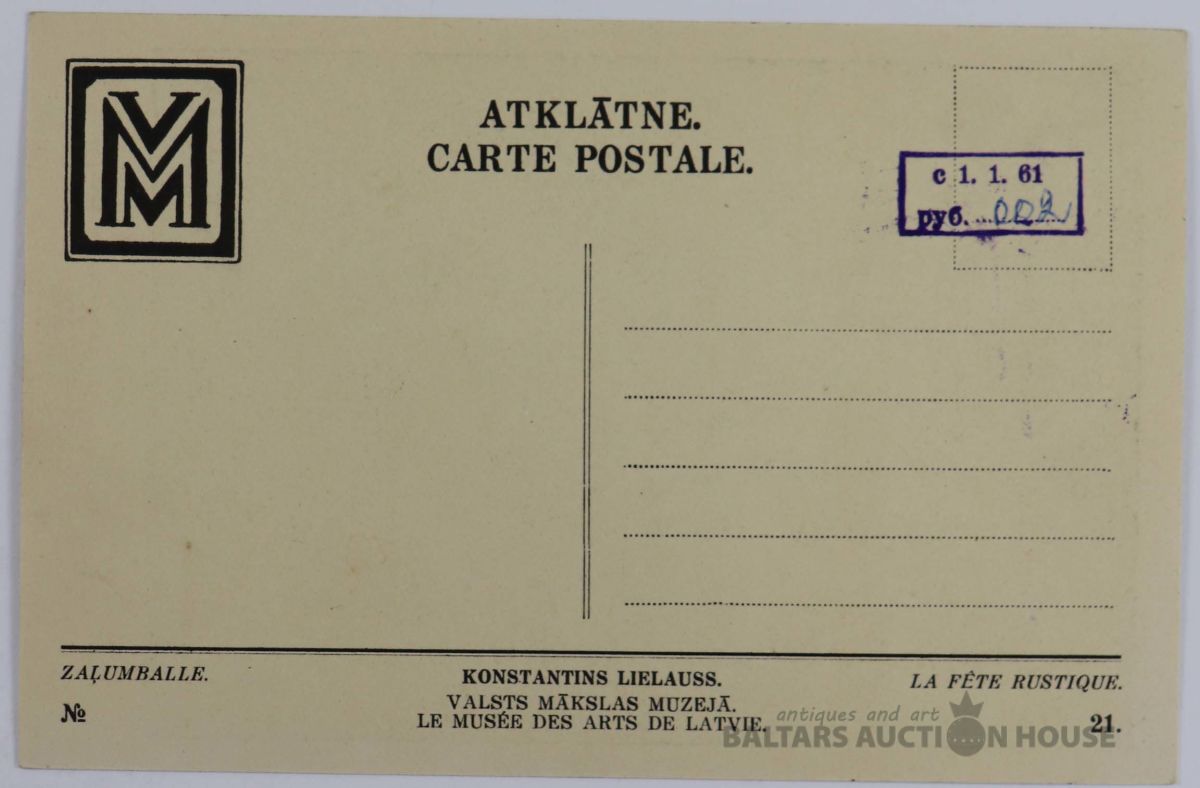 VM
ATKLĀTNE.
CARTE POSTALE.
с 1. 1. 61
руб. 002
ZAĻUMBALLE.
KONSTANTINS LIELAUSS.
LA FÊTE RUSTIQUE.
VALSTS MĀKSLAS MUZEJĀ.
№
LE MUSÉE DES ARTS DE LATVIE.
21.
antiques and art
BALTARS AUCTION HOUSE